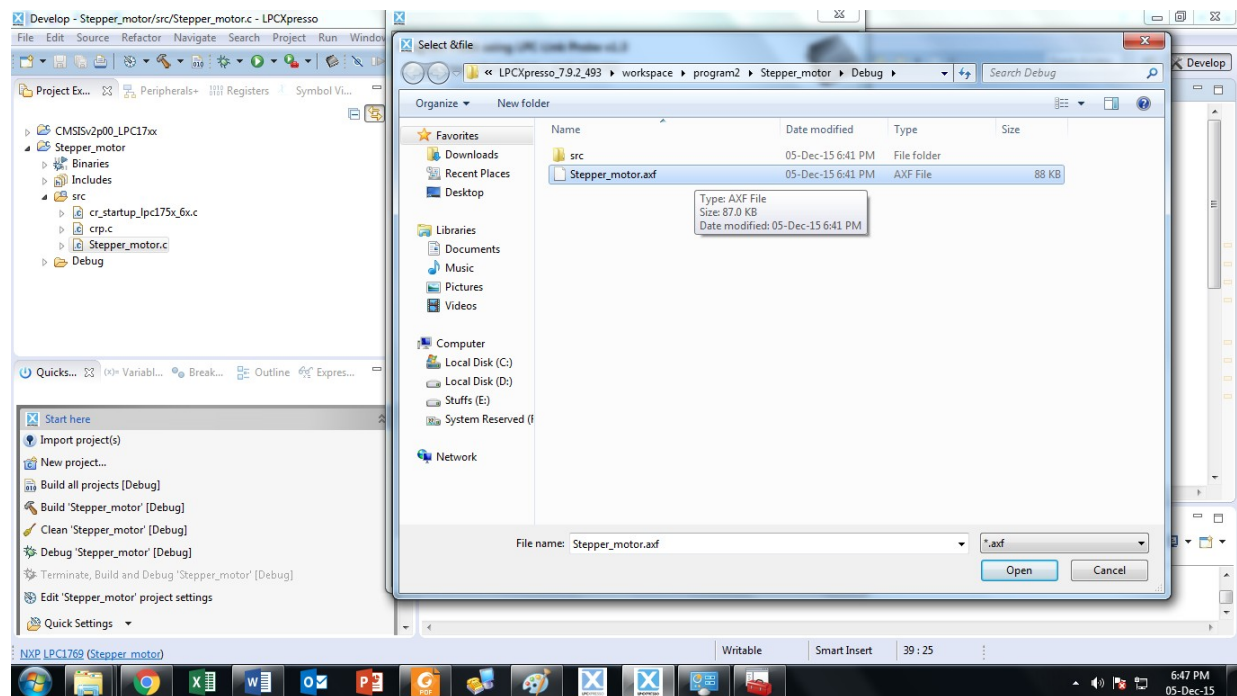 Develop - Stepper_motor/src/Stepper_motor.c - LPCXpresso
File Edit Source Refactor Navigate Search Project Run Window
Develop
Project Ex... Peripherals+ Registers Symbol Vi...
CMSISv2p00_LPC17xx
Stepper_motor
Binaries
Includes
src
cr_startup_lpc175x_6x.c
crp.c
Stepper_motor.c
Debug
Quicks... (x)= Variabl... Break... Outline Expres...
Start here
Import project(s)
New project...
Build all projects [Debug]
Build 'Stepper_motor' [Debug]
Clean 'Stepper_motor' [Debug]
Debug 'Stepper_motor' [Debug]
Terminate, Build and Debug 'Stepper_motor' [Debug]
Edit 'Stepper_motor' project settings
Quick Settings
Select &file
« LPCXpresso_7.9.2_493 workspace program2 Stepper_motor Debug
Search Debug
Organize New folder
Favorites
Downloads
Recent Places
Desktop
Libraries
Documents
Music
Pictures
Videos
Computer
Local Disk (C:)
Local Disk (D:)
Stuffs (E:)
System Reserved (F
Network
Name Date modified Type Size
src 05-Dec-15 6:41 PM File folder
Stepper_motor.axf 05-Dec-15 6:41 PM AXF File 88 KB
Type: AXF File
Size: 87.0 KB
Date modified: 05-Dec-15 6:41 PM
File name: Stepper_motor.axf *.axf
Open Cancel
NXP LPC1769 (Stepper_motor) Writable Smart Insert 39 : 25
6:47 PM
05-Dec-15